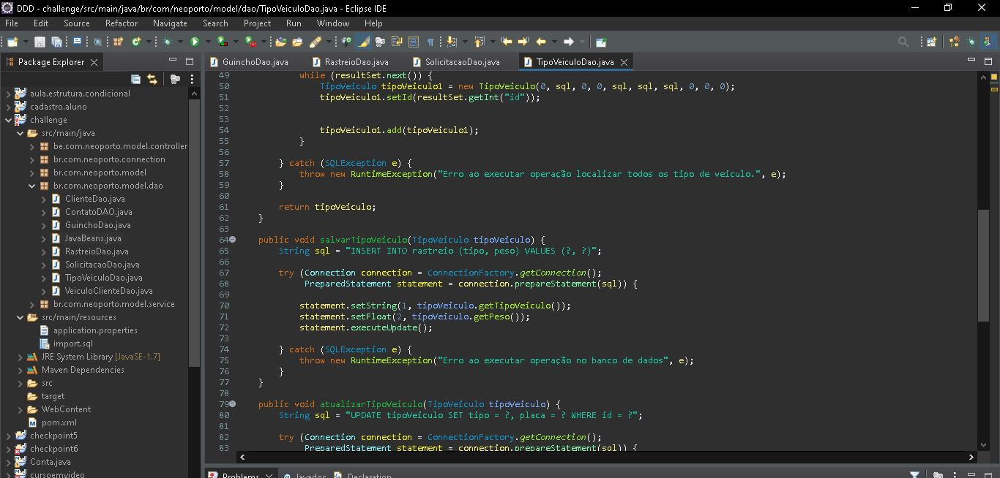 DDD - challenge/src/main/java/br/com/neoporto/model/dao/TipoVeiculoDao.java - Eclipse IDE
File Edit Source Refactor Navigate Search Project Run Window Help
Package Explorer
aula.estrutura.condicional
cadastro.aluno
challenge
src/main/java
be.com.neoporto.model.controller
br.com.neoporto.connection
br.com.neoporto.model
br.com.neoporto.model.dao
ClienteDao.java
ContatoDAO.java
GuinchoDao.java
JavaBeans.java
RastreioDao.java
SolicitacaoDao.java
TipoVeiculoDao.java
VeiculoClienteDao.java
br.com.neoporto.model.service
src/main/resources
application.properties
import.sql
JRE System Library [JavaSE-1.7]
Maven Dependencies
src
target
WebContent
pom.xml
checkpoint5
checkpoint6
Conta.java
cursoemvideo
GuinchoDao.java RastreioDao.java SolicitacaoDao.java TipoVeiculoDao.java
49 while (resultSet.next()) {
50 TipoVeiculo tipoVeiculo1 = new TipoVeiculo(0, sql, 0, 0, sql, sql, sql, 0, 0, 0);
51 tipoVeiculo1.setId(resultSet.getInt("id"));
52
53
54 tipoVeiculo1.add(tipoVeiculo1);
55 }
56
57 } catch (SQLException e) {
58 throw new RuntimeException("Erro ao executar operação localizar todos os tipo de veiculo.", e);
59 }
60
61 return tipoVeiculo;
62 }
63
64 public void salvarTipoVeiculo(TipoVeiculo tipoVeiculo) {
65 String sql = "INSERT INTO rastreio (tipo, peso) VALUES (?, ?)";
66
67 try (Connection connection = ConnectionFactory.getConnection();
68 PreparedStatement statement = connection.prepareStatement(sql)) {
69
70 statement.setString(1, tipoVeiculo.getTipoVeiculo());
71 statement.setFloat(2, tipoVeiculo.getPeso());
72 statement.executeUpdate();
73
74 } catch (SQLException e) {
75 throw new RuntimeException("Erro ao executar operação no banco de dados", e);
76 }
77 }
78
79 public void atualizarTipoVeiculo(TipoVeiculo tipoVeiculo) {
80 String sql = "UPDATE tipoVeiculo SET tipo = ?, placa = ? WHERE id = ?";
81
82 try (Connection connection = ConnectionFactory.getConnection();
83 PreparedStatement statement = connection.prepareStatement(sql)) {
Problems Javadoc Declaration